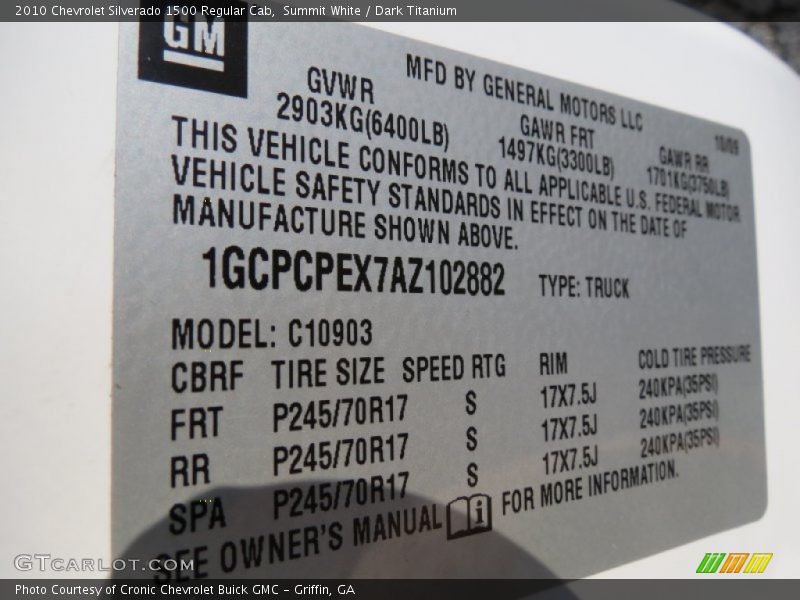 2010 Chevrolet Silverado 1500 Regular Cab, Summit White / Dark Titanium
GM
MFD BY GENERAL MOTORS LLC
10/09
GVWR
2903KG(6400LB)
GAWR FRT
1497KG(3300LB)
GAWR RR
1701KG(3750LB)
THIS VEHICLE CONFORMS TO ALL APPLICABLE U.S. FEDERAL MOTOR
VEHICLE SAFETY STANDARDS IN EFFECT ON THE DATE OF
MANUFACTURE SHOWN ABOVE.
1GCPCPEX7AZ102882 TYPE: TRUCK
MODEL: C10903
CBRF TIRE SIZE SPEED RTG RIM COLD TIRE PRESSURE
FRT P245/70R17 S 17X7.5J 240KPA(35PSI)
RR P245/70R17 S 17X7.5J 240KPA(35PSI)
SPA P245/70R17 S 17X7.5J 240KPA(35PSI)
SEE OWNER'S MANUAL i FOR MORE INFORMATION.
GTCarlot.com
Photo Courtesy of Cronic Chevrolet Buick GMC – Griffin, GA